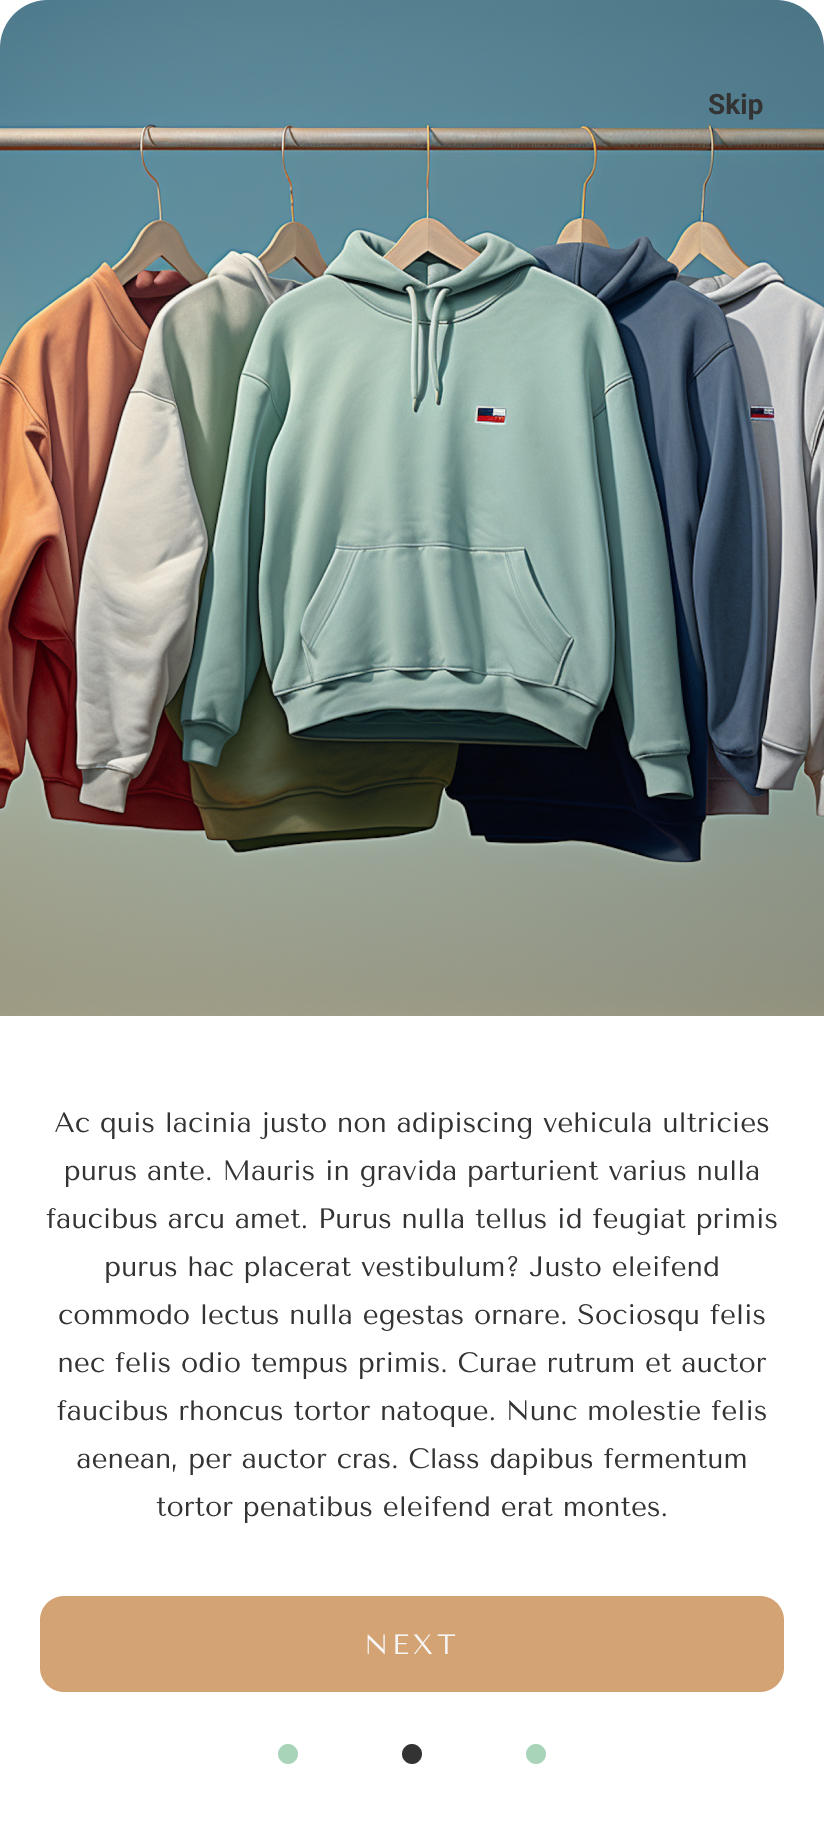 Skip
Ac quis lacinia justo non adipiscing vehicula ultricies
purus ante. Mauris in gravida parturient varius nulla
faucibus arcu amet. Purus nulla tellus id feugiat primis
purus hac placerat vestibulum? Justo eleifend
commodo lectus nulla egestas ornare. Sociosqu felis
nec felis odio tempus primis. Curae rutrum et auctor
faucibus rhoncus tortor natoque. Nunc molestie felis
aenean, per auctor cras. Class dapibus fermentum
tortor penatibus eleifend erat montes.
NEXT